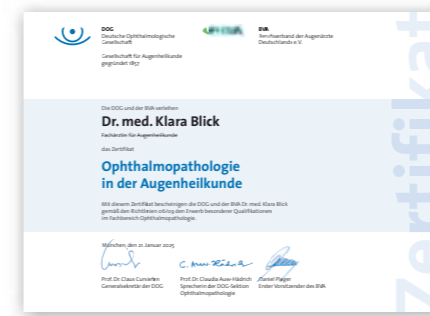 DOG
Deutsche Ophthalmologische
Gesellschaft
Gesellschaft für Augenheilkunde
gegründet 1857
BVA
Berufsverband der Augenärzte
Deutschlands e.V.
Die DOG und der BVA verleihen
Dr. med. Klara Blick
Fachärztin für Augenheilkunde
das Zertifikat
Ophthalmopathologie
in der Augenheilkunde
Mit diesem Zertifikat bescheinigen die DOG und der BVA Dr. med. Klara Blick
gemäß den Richtlinien 06/09 den Erwerb besonderer Qualifikationen
im Fachbereich Ophthalmopathologie.
München, den 21. Januar 2025
Prof. Dr. Claus Cursiefen
Generalsekretär der DOG
Prof. Dr. Claudia Auw-Hädrich
Sprecherin der DOG-Sektion
Ophthalmopathologie
Daniel Pleger
Erster Vorsitzender des BVA
Zertifikat